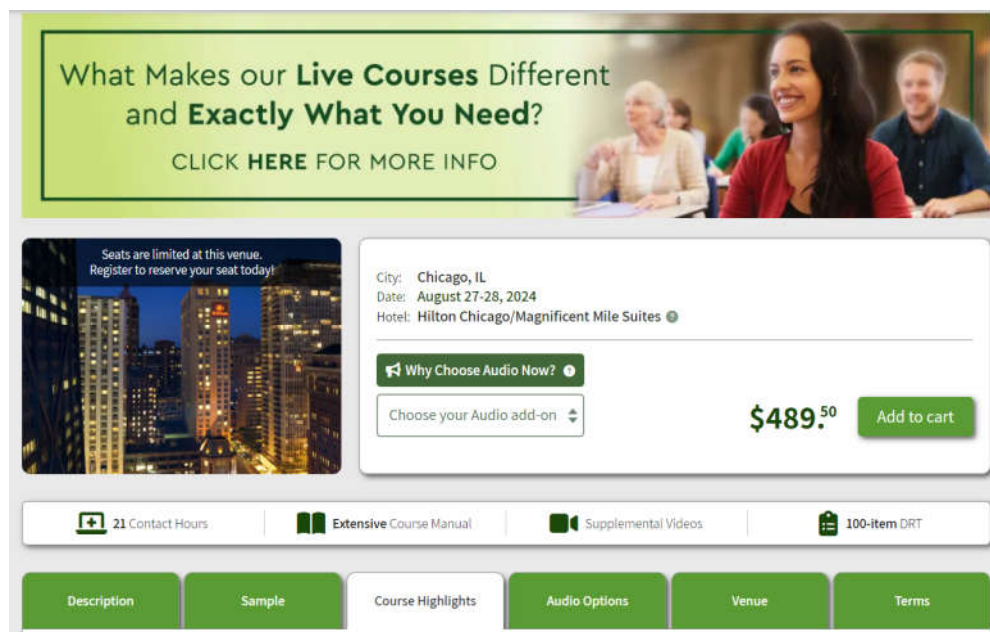 What Makes our Live Courses Different
and Exactly What You Need?
CLICK HERE FOR MORE INFO
Seats are limited at this venue.
Register to reserve your seat today!
City: Chicago, IL
Date: August 27-28, 2024
Hotel: Hilton Chicago/Magnificent Mile Suites ?
Why Choose Audio Now? ?
Choose your Audio add-on
$489.50
Add to cart
21 Contact Hours
Extensive Course Manual
Supplemental Videos
100-item DRT
Description
Sample
Course Highlights
Audio Options
Venue
Terms